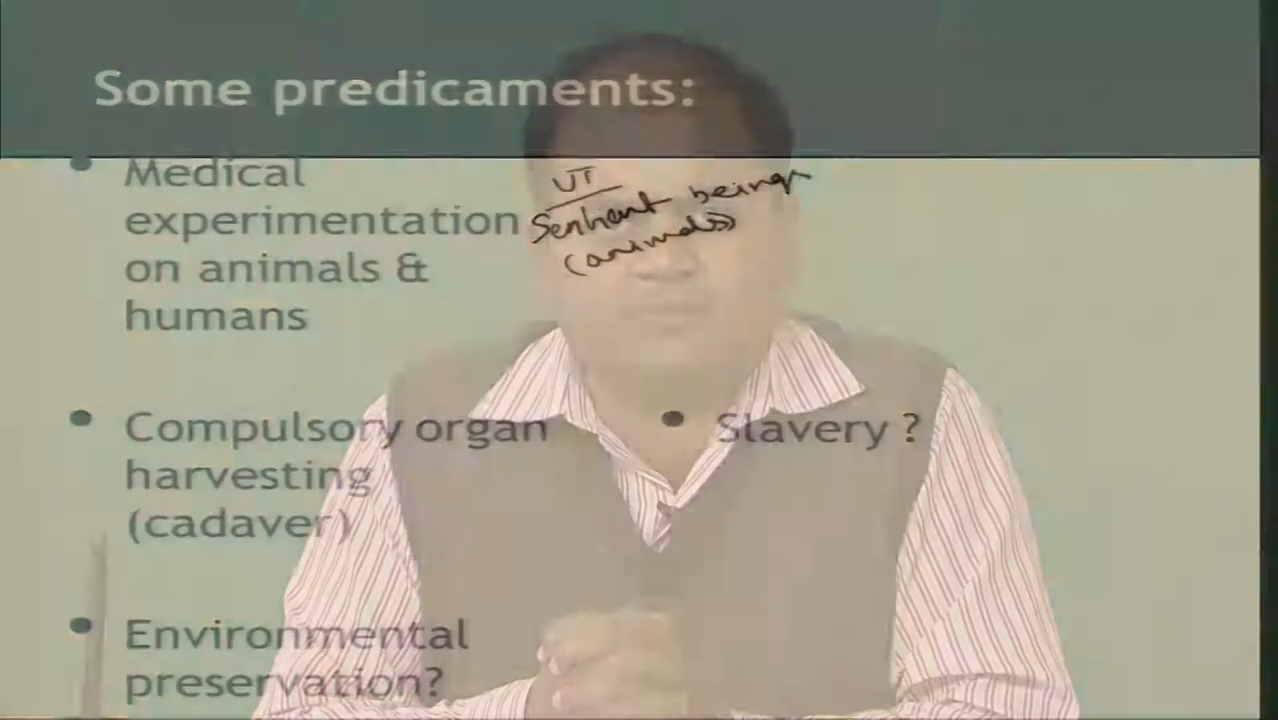 Some predicaments:
• Medical
experimentation
on animals &
humans
UT
Sentient beings
(animals)
• Compulsory organ
harvesting
(cadaver)
• Slavery ?
• Environmental
preservation?